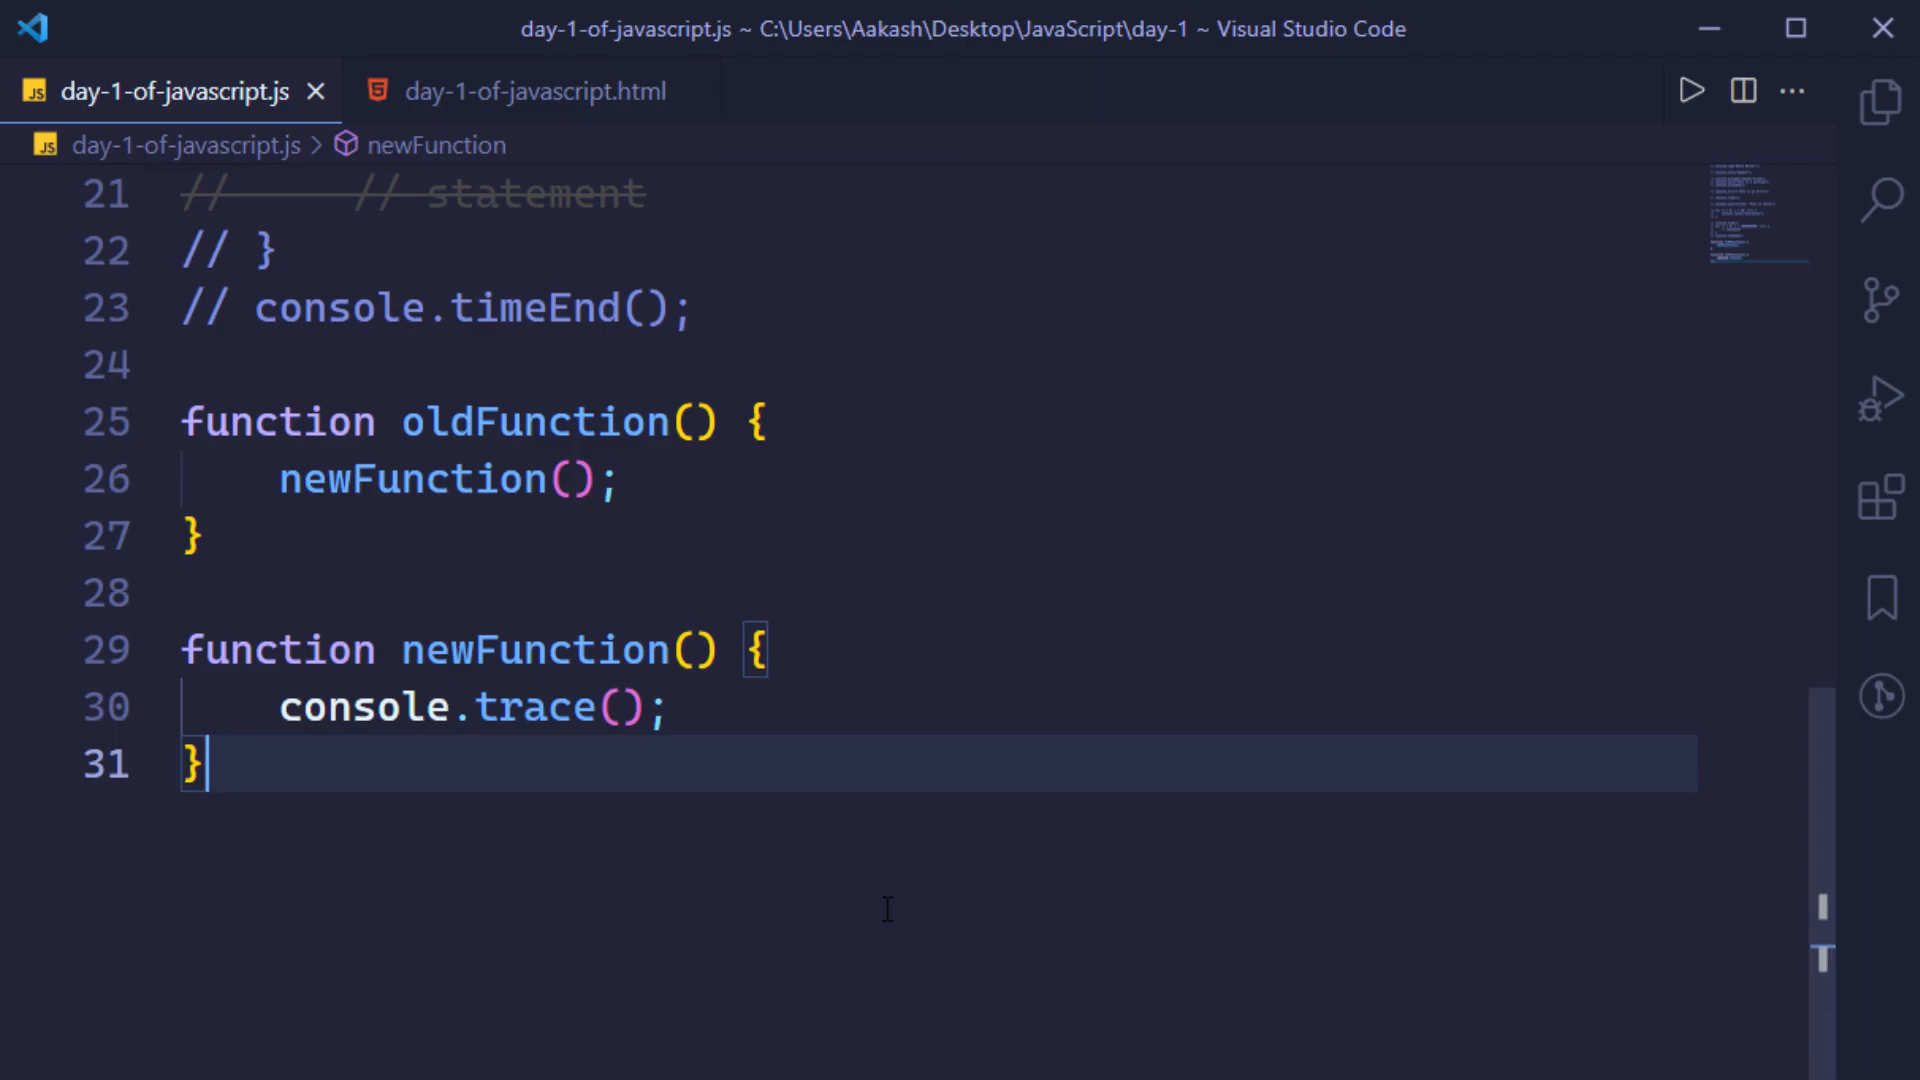 day-1-of-javascript.js ~ C:\Users\Aakash\Desktop\JavaScript\day-1 ~ Visual Studio Code
JS day-1-of-javascript.js
day-1-of-javascript.html
JS day-1-of-javascript.js > newFunction
21 //     // statement
22 // }
23 // console.timeEnd();
24
25 function oldFunction() {
26     newFunction();
27 }
28
29 function newFunction() {
30     console.trace();
31 }